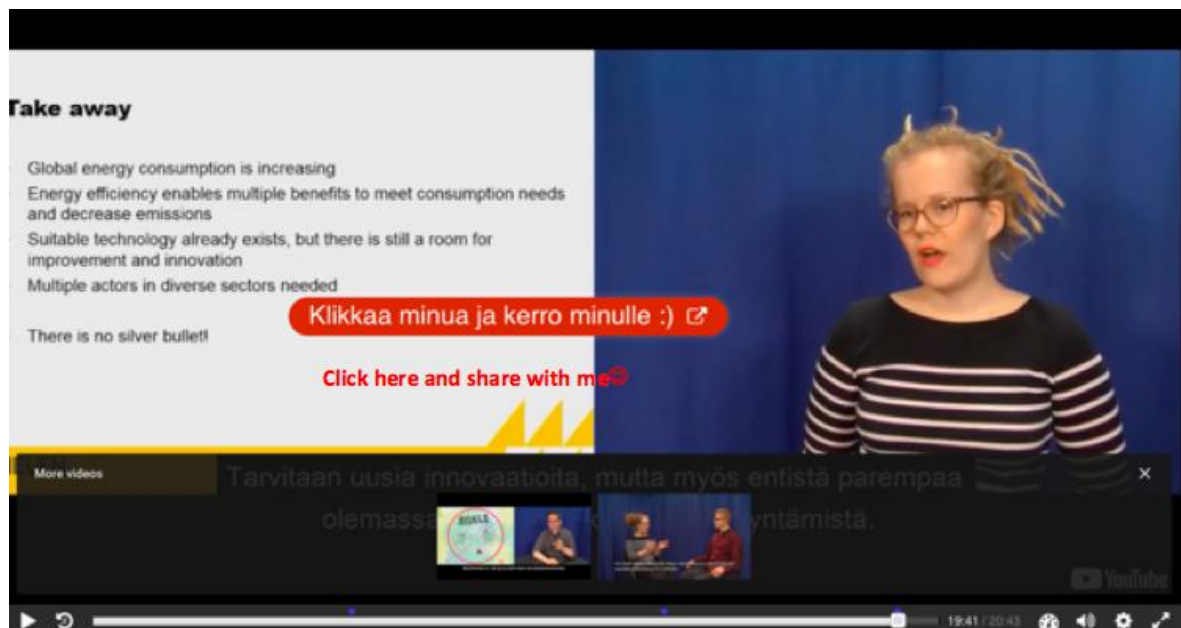 Take away
Global energy consumption is increasing
Energy efficiency enables multiple benefits to meet consumption needs
and decrease emissions
Suitable technology already exists, but there is still a room for
improvement and innovation
Multiple actors in diverse sectors needed
Klikkaa minua ja kerro minulle :)
There is no silver bullet!
Click here and share with me☺
More videos
Tarvitaan uusia innovaatioita, mutta myös entistä parempaa
YouTube
19:41 / 20:43